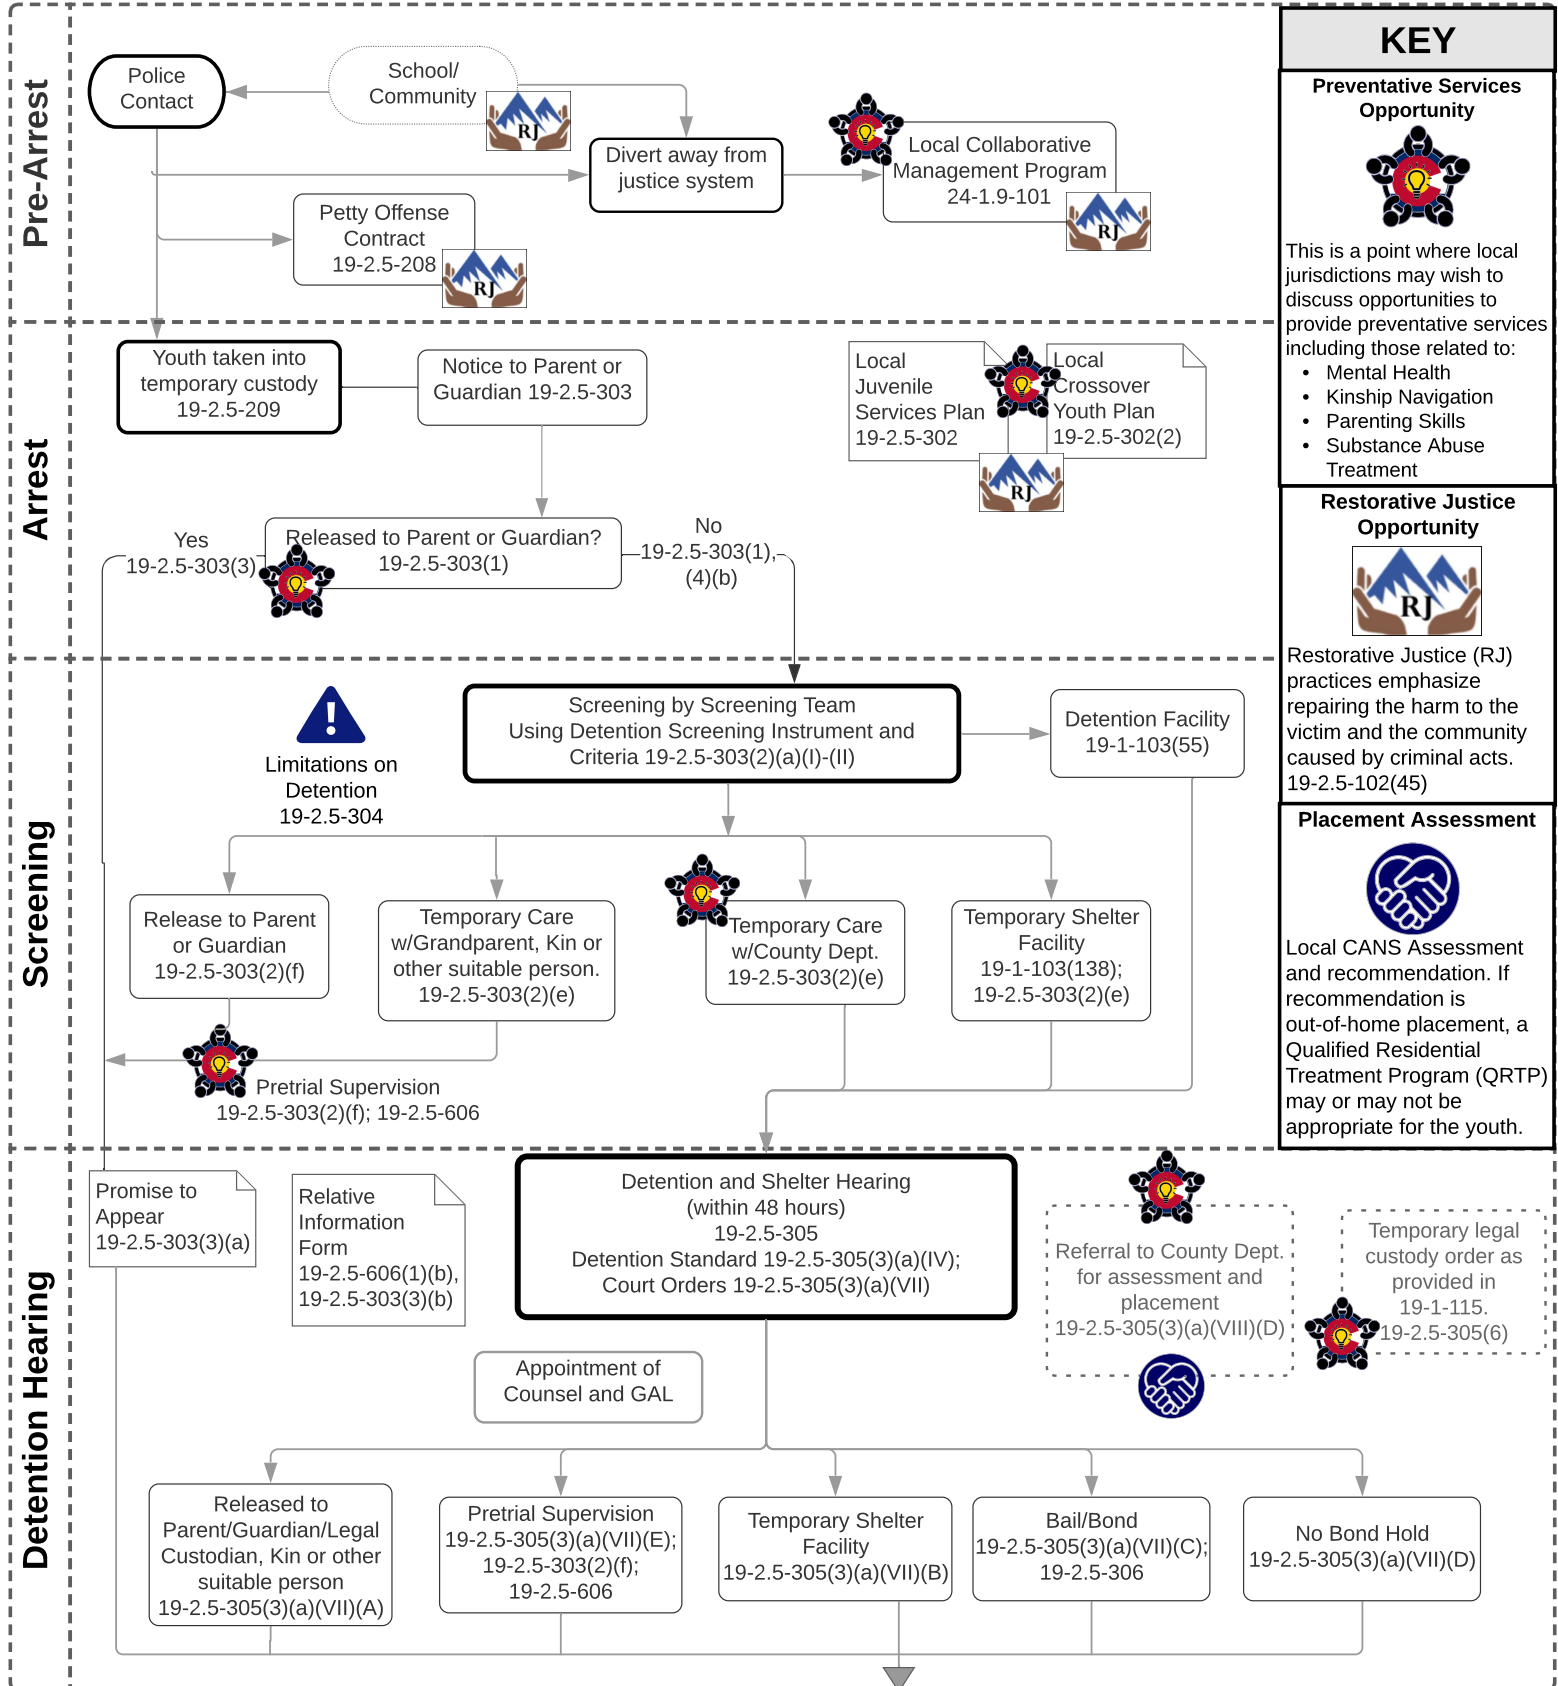 Pre-Arrest
Police
Contact
School/
Community
RJ
Divert away from
justice system
Local Collaborative
Management Program
24-1.9-101
RJ
Petty Offense
Contract
19-2.5-208
RJ
Arrest
Youth taken into
temporary custody
19-2.5-209
Notice to Parent or
Guardian 19-2.5-303
Local
Juvenile
Services Plan
19-2.5-302
Local
Crossover
Youth Plan
19-2.5-302(2)
RJ
Yes
19-2.5-303(3)
Released to Parent or Guardian?
19-2.5-303(1)
No
19-2.5-303(1),
(4)(b)
Screening
Limitations on
Detention
19-2.5-304
Screening by Screening Team
Using Detention Screening Instrument and
Criteria 19-2.5-303(2)(a)(I)-(II)
Detention Facility
19-1-103(55)
Release to Parent
or Guardian
19-2.5-303(2)(f)
Temporary Care
w/Grandparent, Kin or
other suitable person.
19-2.5-303(2)(e)
Temporary Care
w/County Dept.
19-2.5-303(2)(e)
Temporary Shelter
Facility
19-1-103(138);
19-2.5-303(2)(e)
Pretrial Supervision
19-2.5-303(2)(f); 19-2.5-606
Detention Hearing
Promise to
Appear
19-2.5-303(3)(a)
Relative
Information
Form
19-2.5-606(1)(b),
19-2.5-303(3)(b)
Detention and Shelter Hearing
(within 48 hours)
19-2.5-305
Detention Standard 19-2.5-305(3)(a)(IV);
Court Orders 19-2.5-305(3)(a)(VII)
Referral to County Dept.
for assessment and
placement
19-2.5-305(3)(a)(VIII)(D)
Temporary legal
custody order as
provided in
19-1-115.
19-2.5-305(6)
Appointment of
Counsel and GAL
Released to
Parent/Guardian/Legal
Custodian, Kin or other
suitable person
19-2.5-305(3)(a)(VII)(A)
Pretrial Supervision
19-2.5-305(3)(a)(VII)(E);
19-2.5-303(2)(f);
19-2.5-606
Temporary Shelter
Facility
19-2.5-305(3)(a)(VII)(B)
Bail/Bond
19-2.5-305(3)(a)(VII)(C);
19-2.5-306
No Bond Hold
19-2.5-305(3)(a)(VII)(D)
KEY
Preventative Services
Opportunity
This is a point where local
jurisdictions may wish to
discuss opportunities to
provide preventative services
including those related to:
• Mental Health
• Kinship Navigation
• Parenting Skills
• Substance Abuse
Treatment
Restorative Justice
Opportunity
RJ
Restorative Justice (RJ)
practices emphasize
repairing the harm to the
victim and the community
caused by criminal acts.
19-2.5-102(45)
Placement Assessment
Local CANS Assessment
and recommendation. If
recommendation is
out-of-home placement, a
Qualified Residential
Treatment Program (QRTP)
may or may not be
appropriate for the youth.